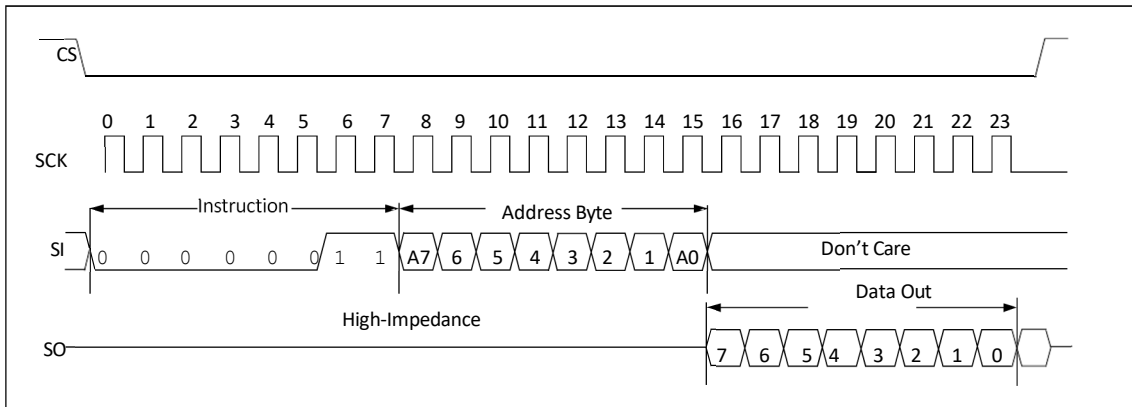 CS
0 1 2 3 4 5 6 7 8 9 10 11 12 13 14 15 16 17 18 19 20 21 22 23
SCK
Instruction
Address Byte
SI
0 0 0 0 0 0 1 1 A7 6 5 4 3 2 1 A0
Don't Care
Data Out
High-Impedance
SO
7 6 5 4 3 2 1 0